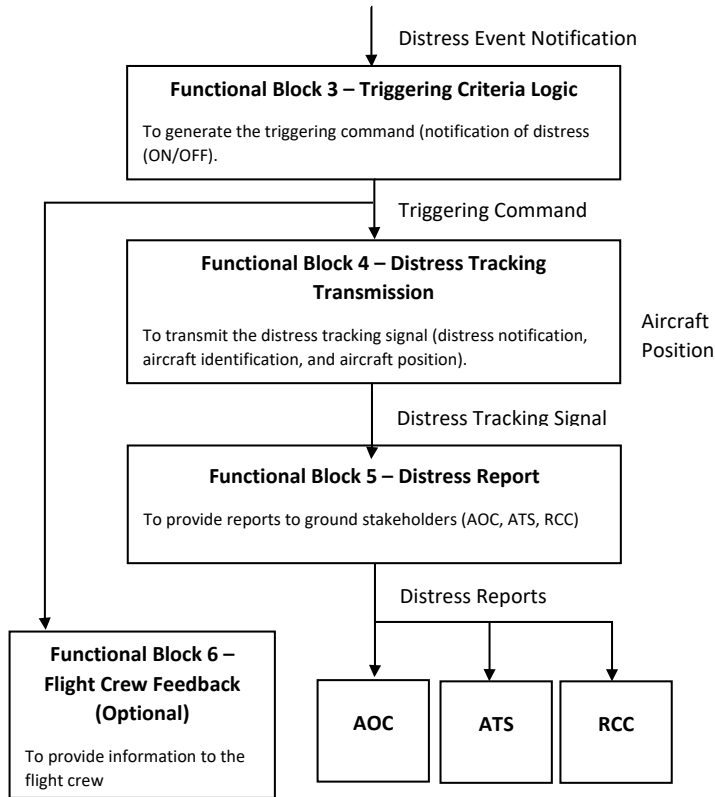 Distress Event Notification
Functional Block 3 – Triggering Criteria Logic
To generate the triggering command (notification of distress
(ON/OFF).
Triggering Command
Functional Block 4 – Distress Tracking
Transmission
To transmit the distress tracking signal (distress notification,
aircraft identification, and aircraft position).
Aircraft
Position
Distress Tracking Signal
Functional Block 5 – Distress Report
To provide reports to ground stakeholders (AOC, ATS, RCC)
Distress Reports
Functional Block 6 –
Flight Crew Feedback
(Optional)
To provide information to the
flight crew
AOC
ATS
RCC